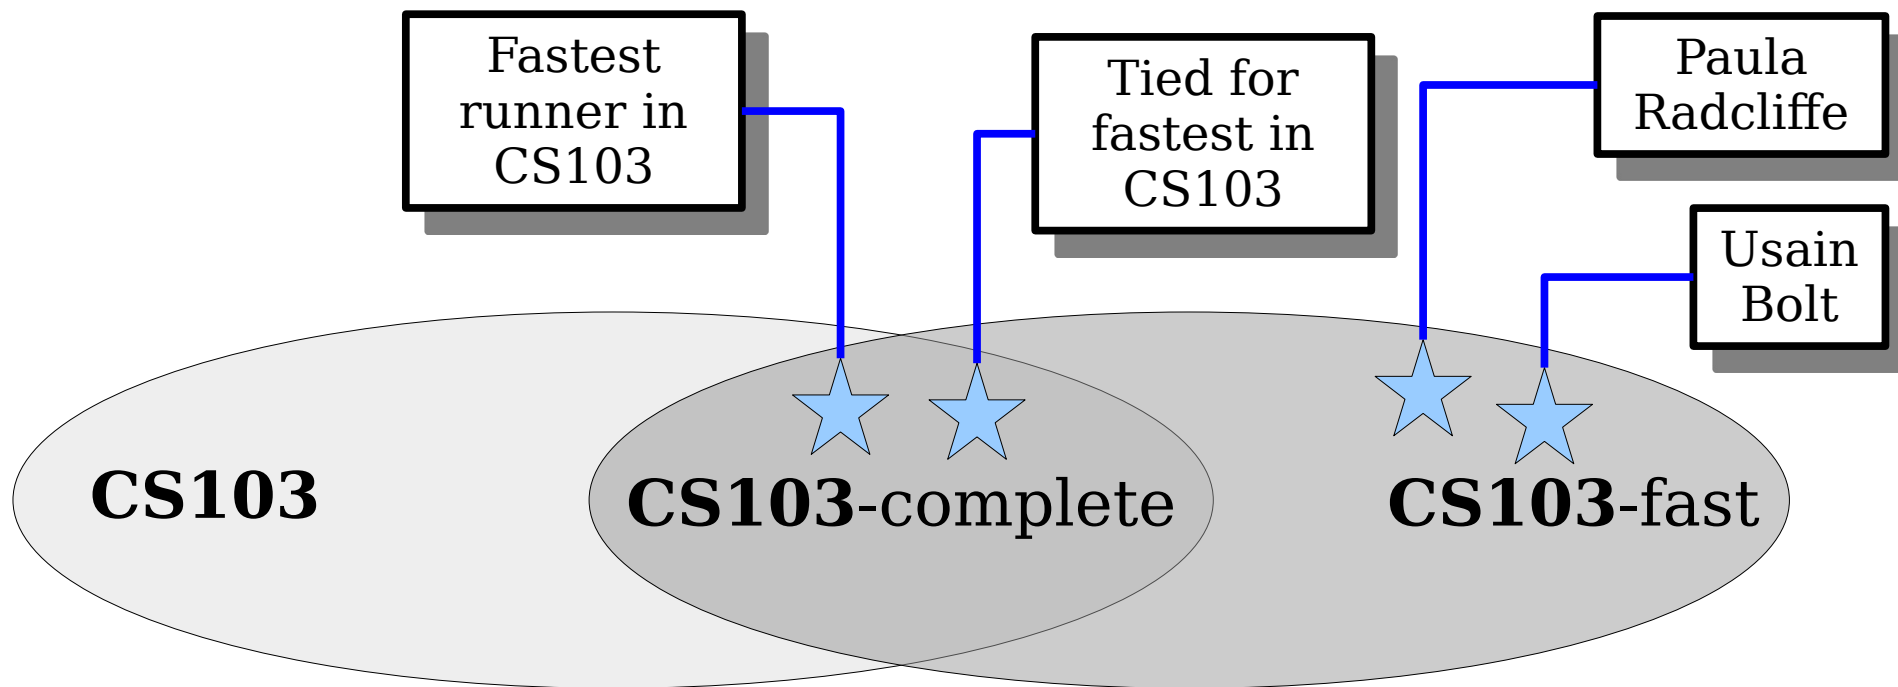 Fastest
runner in
CS103
Tied for
fastest in
CS103
Paula
Radcliffe
Usain
Bolt
CS103
CS103-complete
CS103-fast